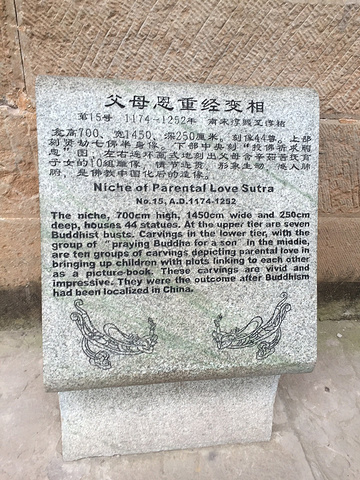 父母恩重经变相
第15号 1174-1252年 南宋淳熙至淳祐
龛高700、宽1450、深250厘米，刻像44尊。上部
刻贤劫七佛半身像。下部中央刻“投佛祈求嗣
息”图，左右连环画式地刻出父母含辛茹苦抚育
子女的10组雕像，情节连贯，形象生动，感人肺
腑，是佛教中国化后的造像。
Niche of Parental Love Sutra
No.15, A.D.1174-1252
The niche, 700cm high, 1450cm wide and 250cm
deep, houses 44 statues. At the upper tier are seven
Buddhist busts. Carvings in the lower tier, with the
group of "praying Buddha for a son" in the middle,
are ten groups of carvings depicting parental love in
bringing up children with plots linking to each other
as a picture-book. These carvings are vivid and
impressive. They were the outcome after Buddhism
had been localized in China.